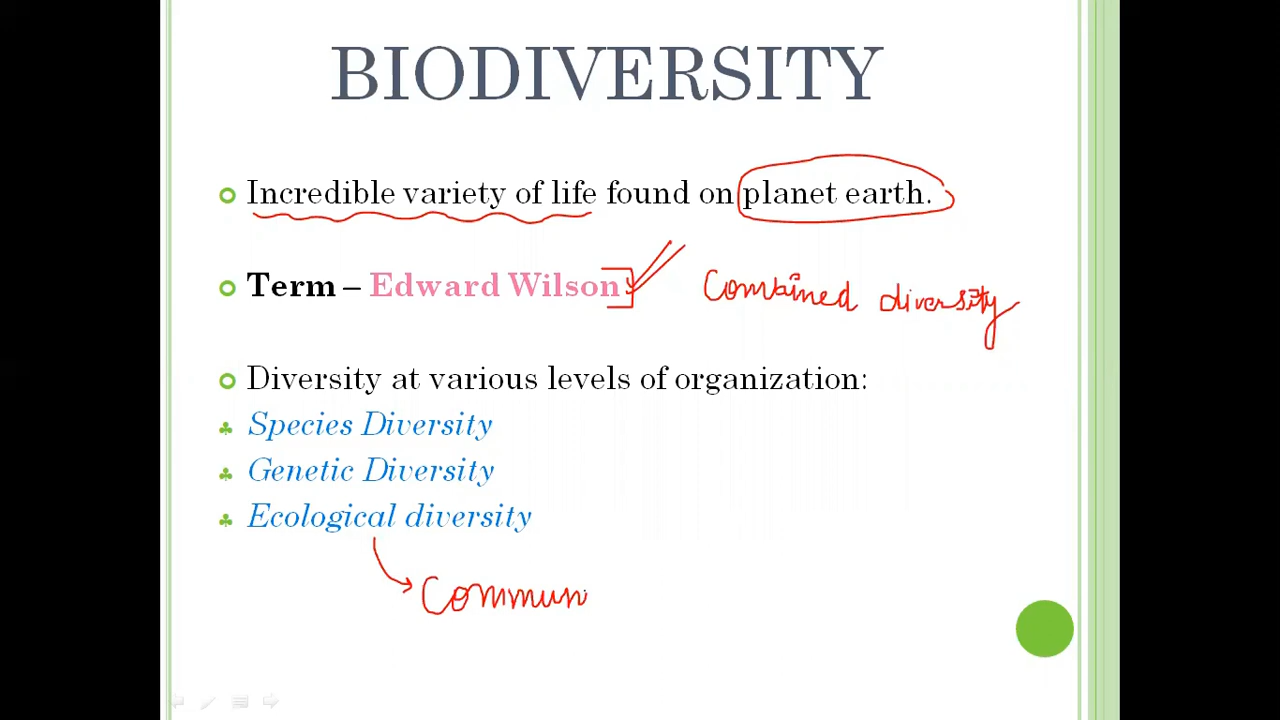 BIODIVERSITY
Incredible variety of life found on planet earth.
Term – Edward Wilson Combined diversity
Diversity at various levels of organization:
Species Diversity
Genetic Diversity
Ecological diversity
Commun